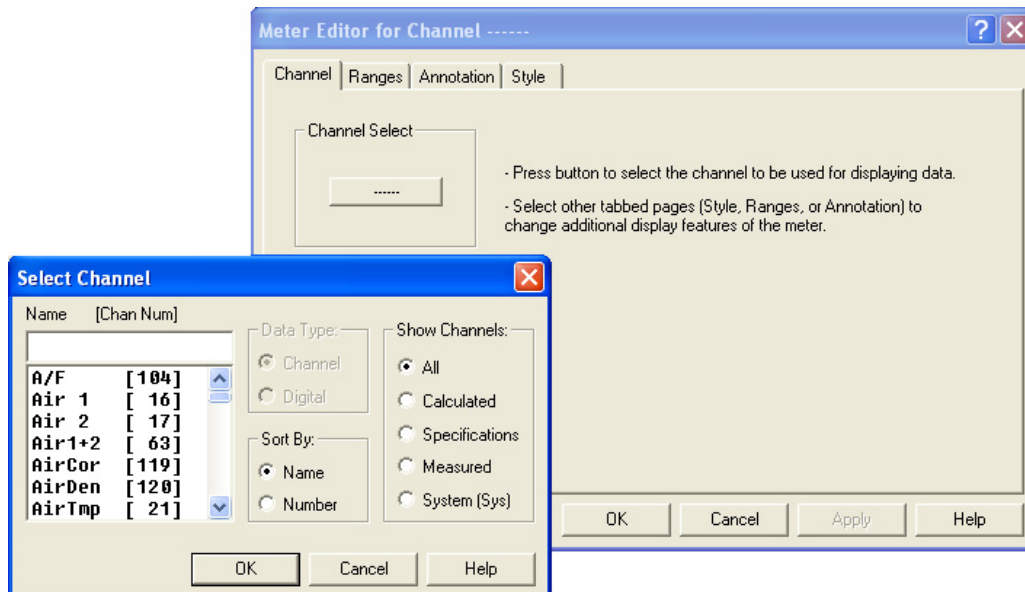 Meter Editor for Channel ------
Channel
Ranges
Annotation
Style
Channel Select
------
- Press button to select the channel to be used for displaying data.
- Select other tabbed pages (Style, Ranges, or Annotation) to
change additional display features of the meter.
OK
Cancel
Apply
Help
Select Channel
Name [Chan Num]
A/F [104]
Air 1 [ 16]
Air 2 [ 17]
Air1+2 [ 63]
AirCor [119]
AirDen [120]
AirTmp [ 21]
Data Type:
Channel
Digital
Sort By:
Name
Number
Show Channels:
All
Calculated
Specifications
Measured
System (Sys)
OK
Cancel
Help